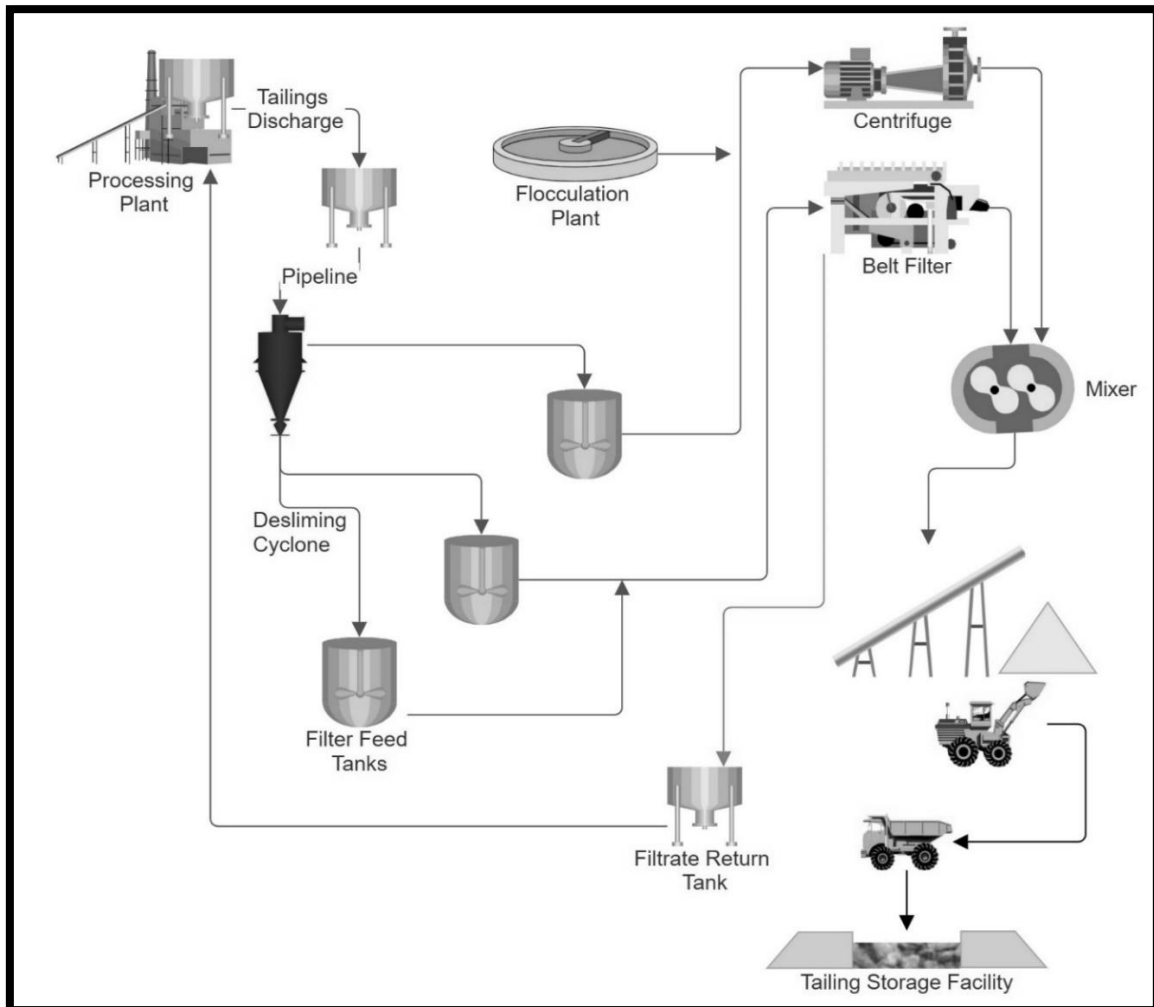 Tailings
Discharge
Centrifuge
Processing
Plant
Flocculation
Plant
Pipeline
Belt Filter
Mixer
Desliming
Cyclone
Filter Feed
Tanks
Filtrate Return
Tank
Tailing Storage Facility